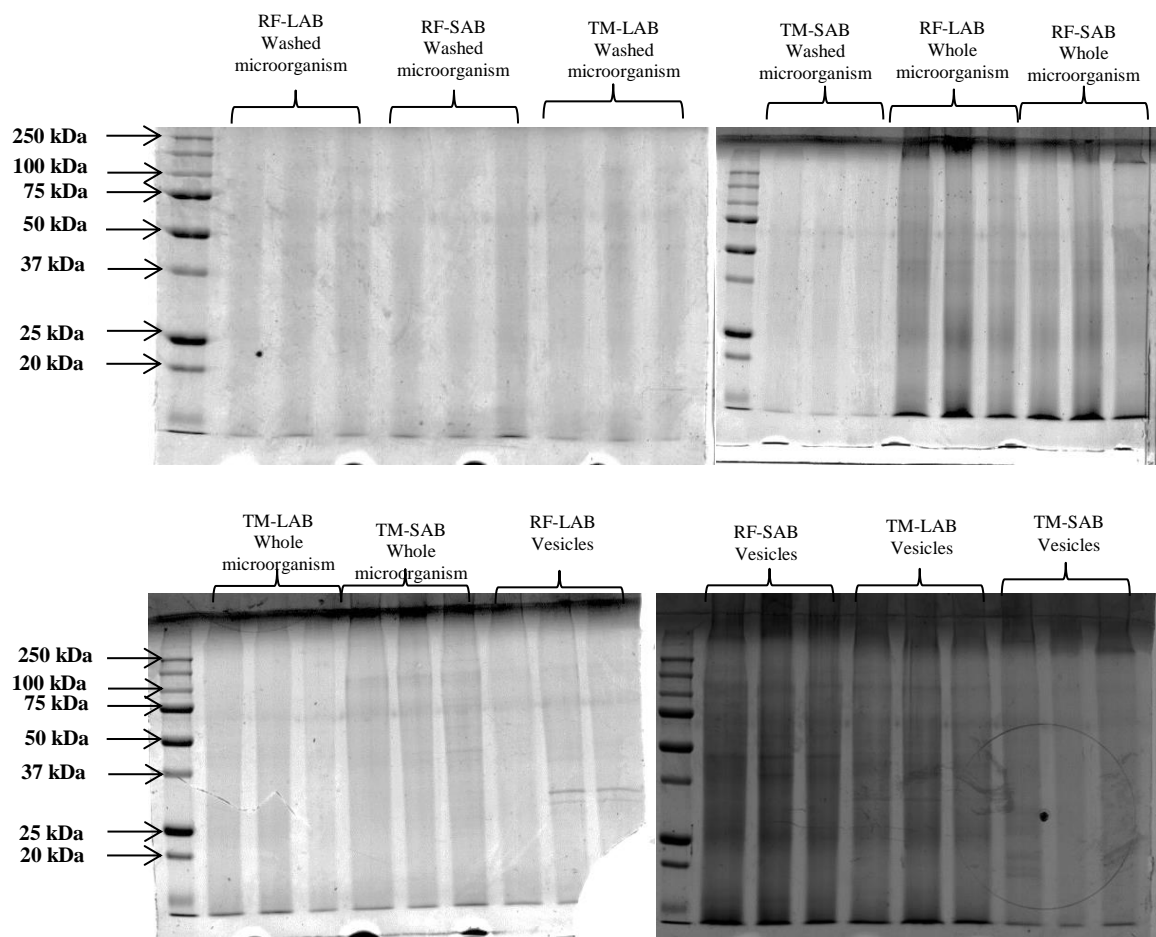 RF-LAB
Washed
microorganism
RF-SAB
Washed
microorganism
TM-LAB
Washed
microorganism
TM-SAB
Washed
microorganism
RF-LAB
Whole
microorganism
RF-SAB
Whole
microorganism
250 kDa
100 kDa
75 kDa
50 kDa
37 kDa
25 kDa
20 kDa
TM-LAB
Whole
microorganism
TM-SAB
Whole
microorganism
RF-LAB
Vesicles
RF-SAB
Vesicles
TM-LAB
Vesicles
TM-SAB
Vesicles
250 kDa
100 kDa
75 kDa
50 kDa
37 kDa
25 kDa
20 kDa